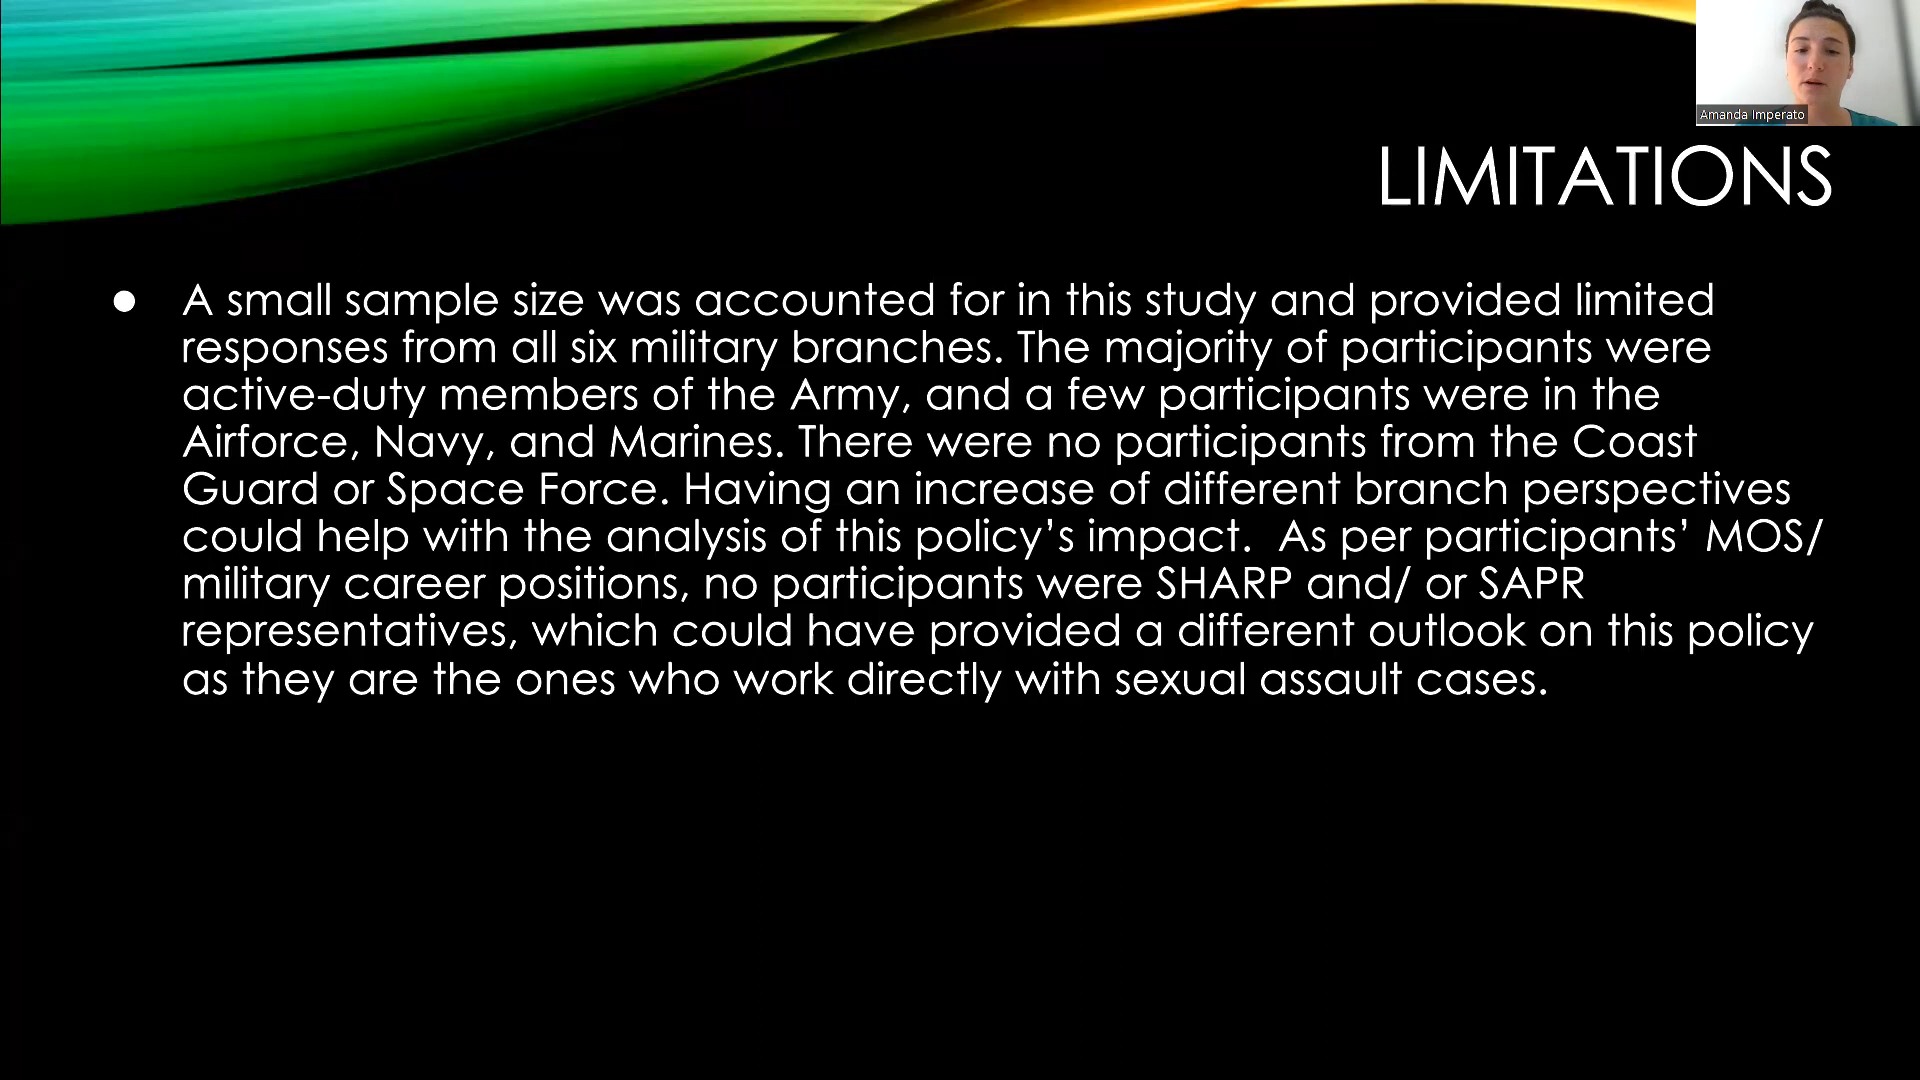 Amanda Imperato
LIMITATIONS
● A small sample size was accounted for in this study and provided limited
responses from all six military branches. The majority of participants were
active-duty members of the Army, and a few participants were in the
Airforce, Navy, and Marines. There were no participants from the Coast
Guard or Space Force. Having an increase of different branch perspectives
could help with the analysis of this policy’s impact.  As per participants’ MOS/
military career positions, no participants were SHARP and/ or SAPR
representatives, which could have provided a different outlook on this policy
as they are the ones who work directly with sexual assault cases.